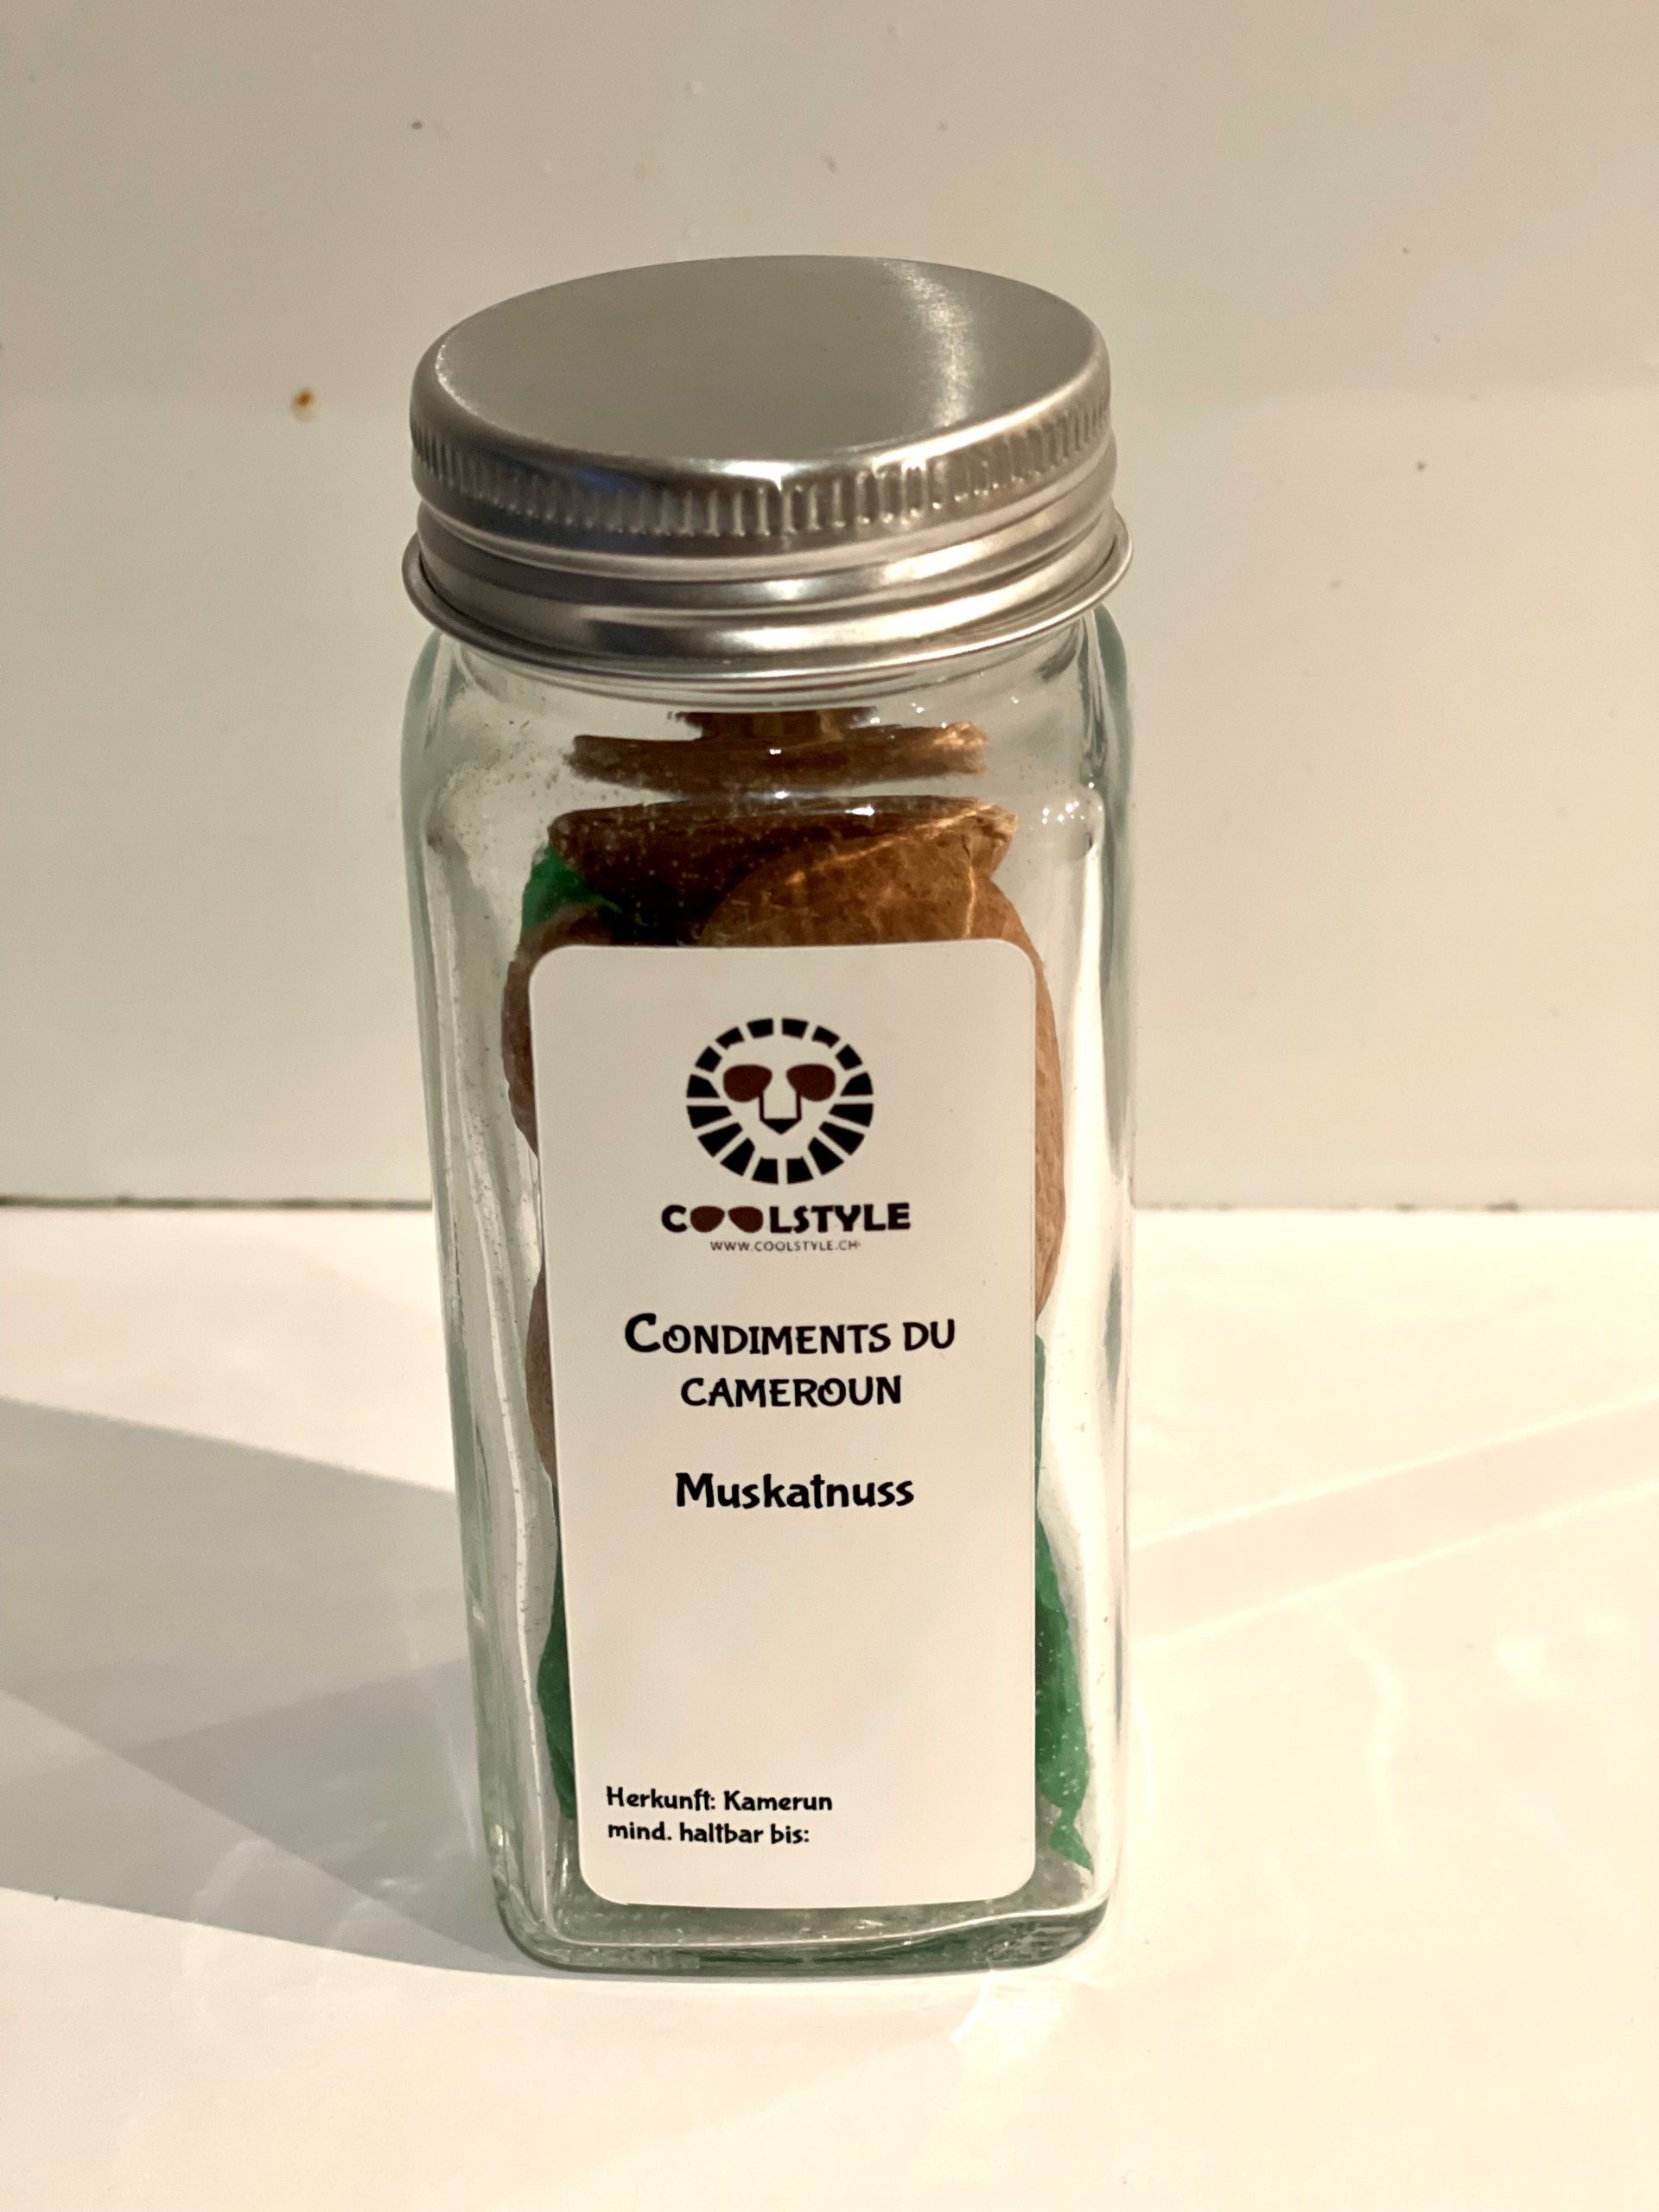 COOLSTYLE
WWW.COOLSTYLE.CH
CONDIMENTS DU
CAMEROUN
Muskatnuss
Herkunft: Kamerun
mind. haltbar bis: